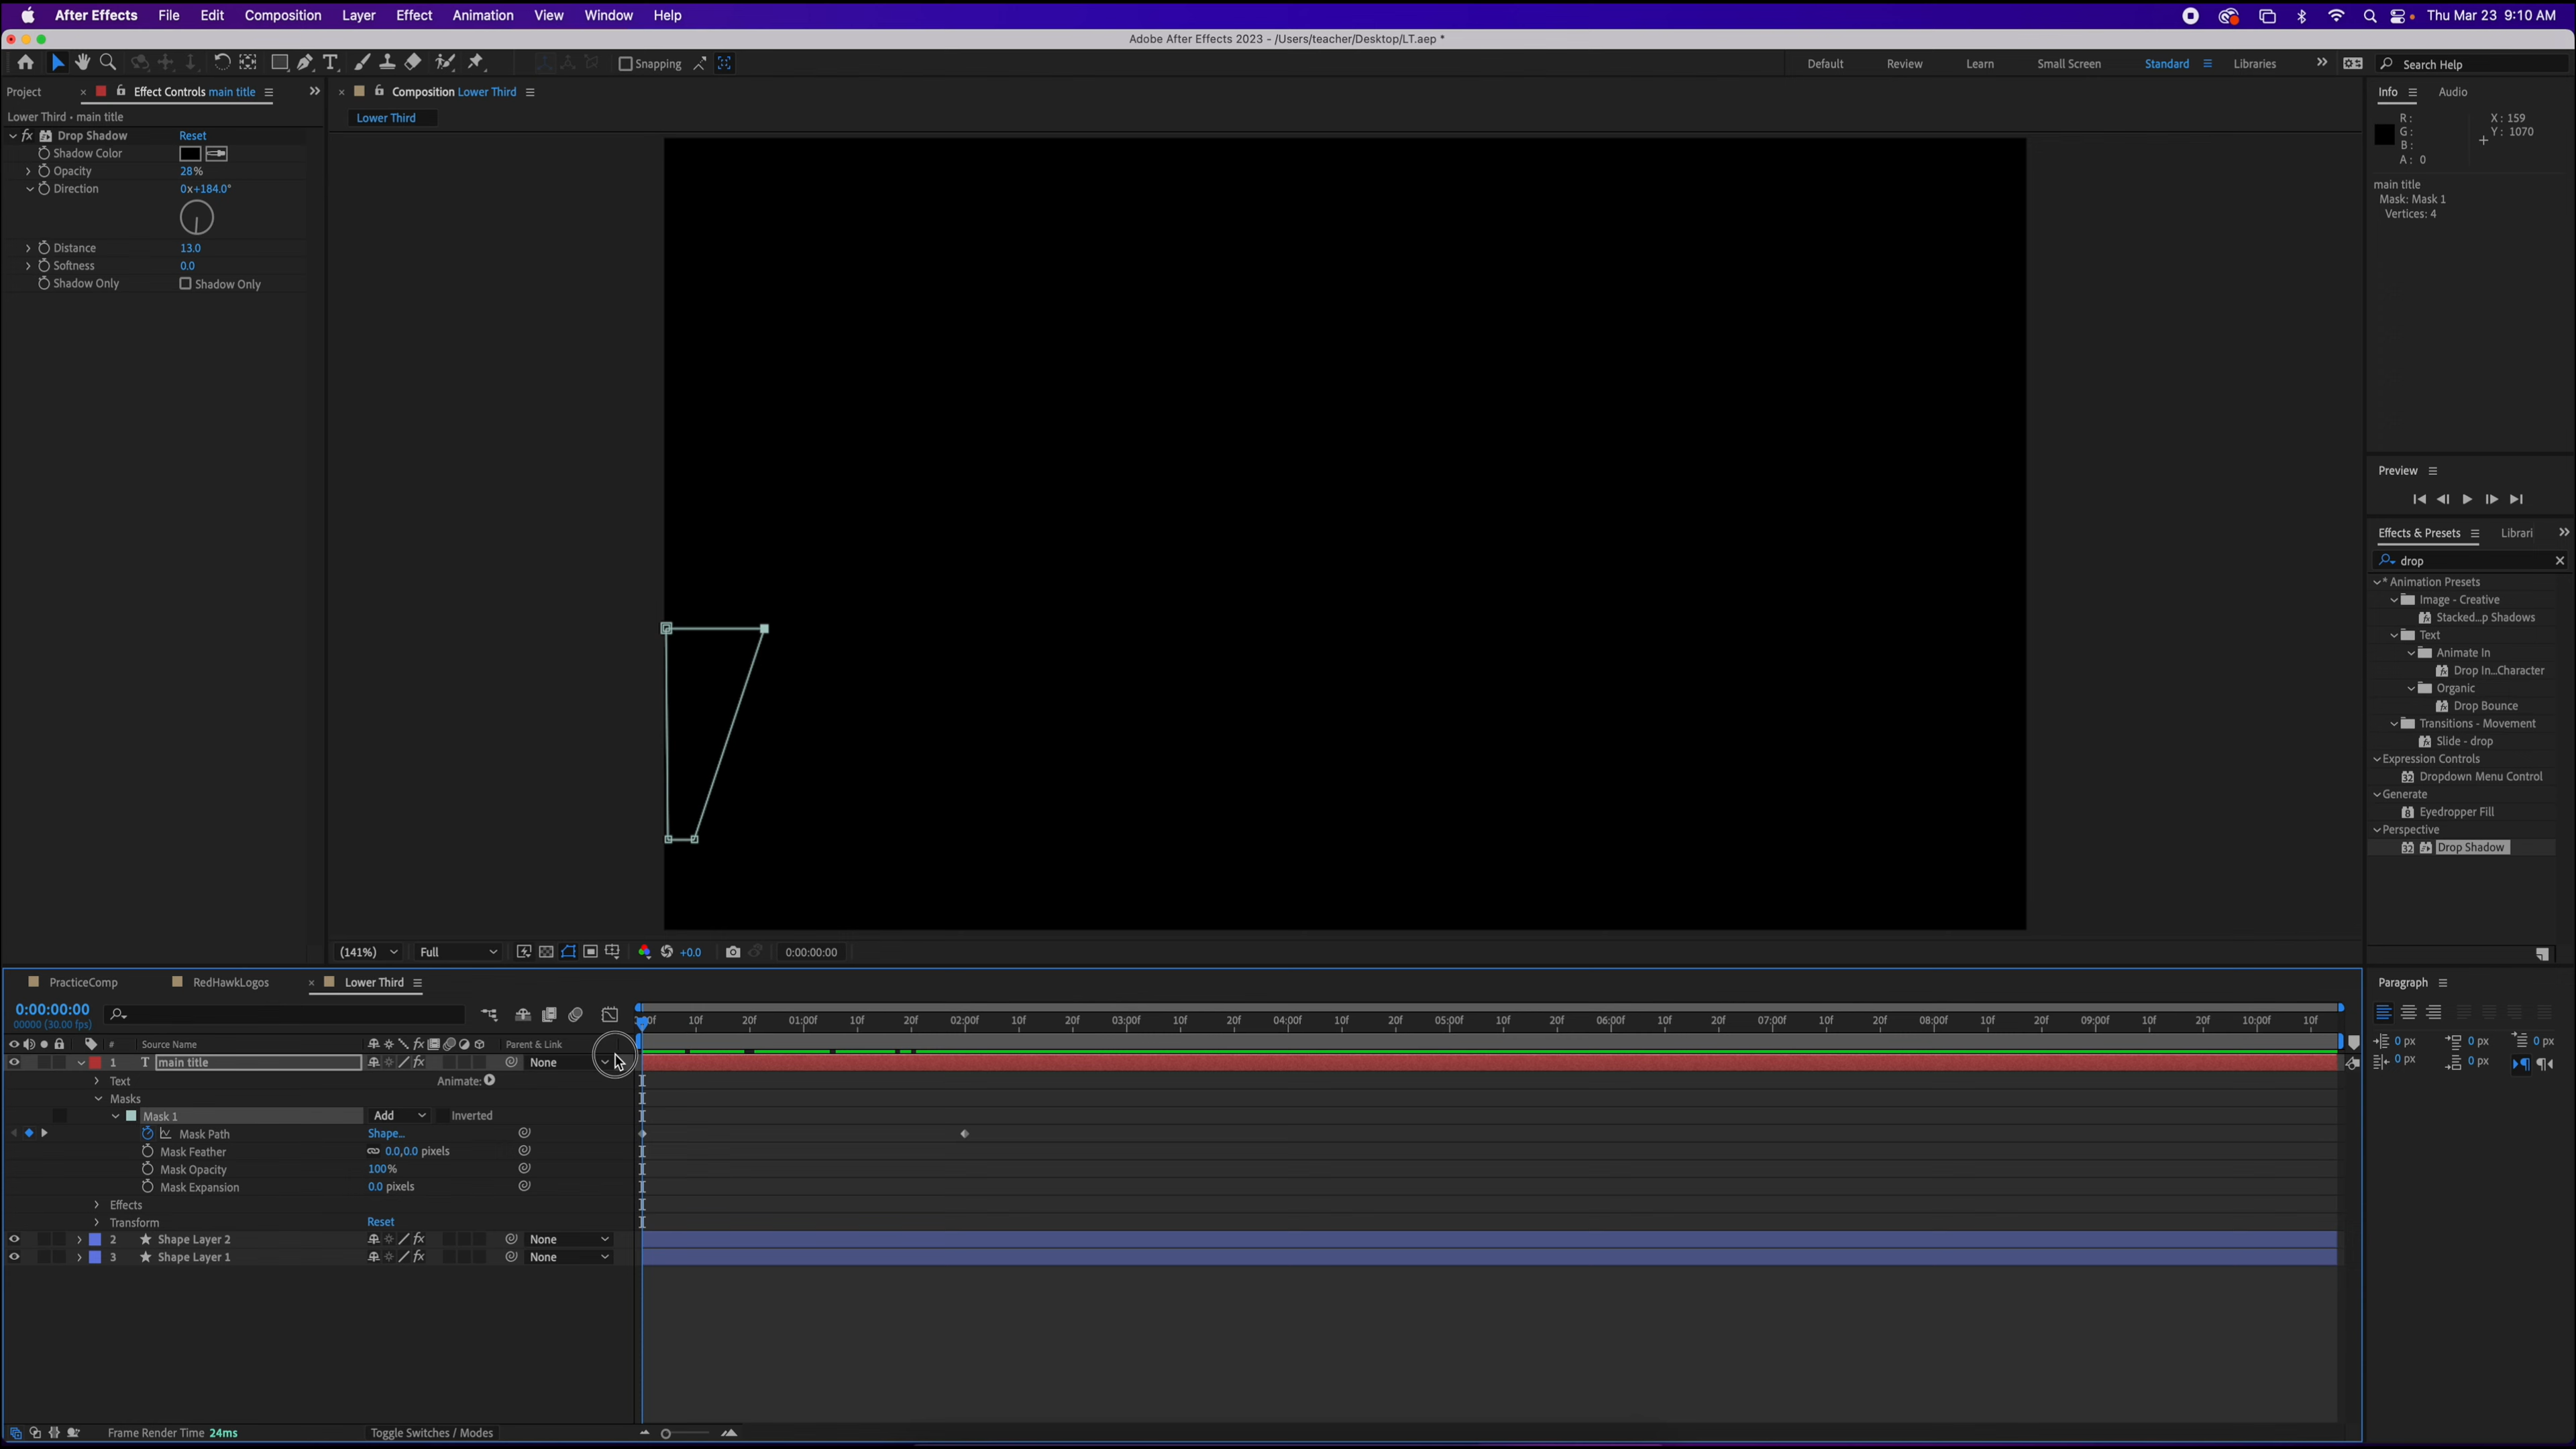 After Effects File Edit Composition Layer Effect Animation View Window Help Thu Mar 23 9:10 AM
Adobe After Effects 2023 - /Users/teacher/Desktop/LT.aep *
Snapping Default Review Learn Small Screen Standard Libraries Search Help
Project Effect Controls main title Composition Lower Third Info Audio
Lower Third • main title
Lower Third
fx Drop Shadow Reset
Shadow Color
Opacity 28%
Direction 0x+184.0°
Distance 13.0
Softness 0.0
Shadow Only Shadow Only
R :
G :
B :
A : 0
X : 159
Y : 1070
main title
Mask: Mask 1
Vertices: 4
Preview
Effects & Presets Librari
drop
* Animation Presets
Image - Creative
Stacked...p Shadows
Text
Animate In
Drop In...Character
Organic
Drop Bounce
Transitions - Movement
Slide - drop
Expression Controls
Dropdown Menu Control
Generate
Eyedropper Fill
Perspective
Drop Shadow
(141%) Full +0.0 0:00:00:00
PracticeComp RedHawkLogos Lower Third
0:00:00:00
00000 (30.00 fps)
:00f 10f 20f 01:00f 10f 20f 02:00f 10f 20f 03:00f 10f 20f 04:00f 10f 20f 05:00f 10f 20f 06:00f 10f 20f 07:00f 10f 20f 08:00f 10f 20f 09:00f 10f 20f 10:00f 10f
# Source Name Parent & Link
1 T main title None
Text Animate:
Masks
Mask 1 Add Inverted
Mask Path Shape...
Mask Feather 0.0,0.0 pixels
Mask Opacity 100%
Mask Expansion 0.0 pixels
Effects
Transform Reset
2 Shape Layer 2 None
3 Shape Layer 1 None
Frame Render Time 24ms Toggle Switches / Modes
Paragraph
0 px 0 px 0 px
0 px 0 px